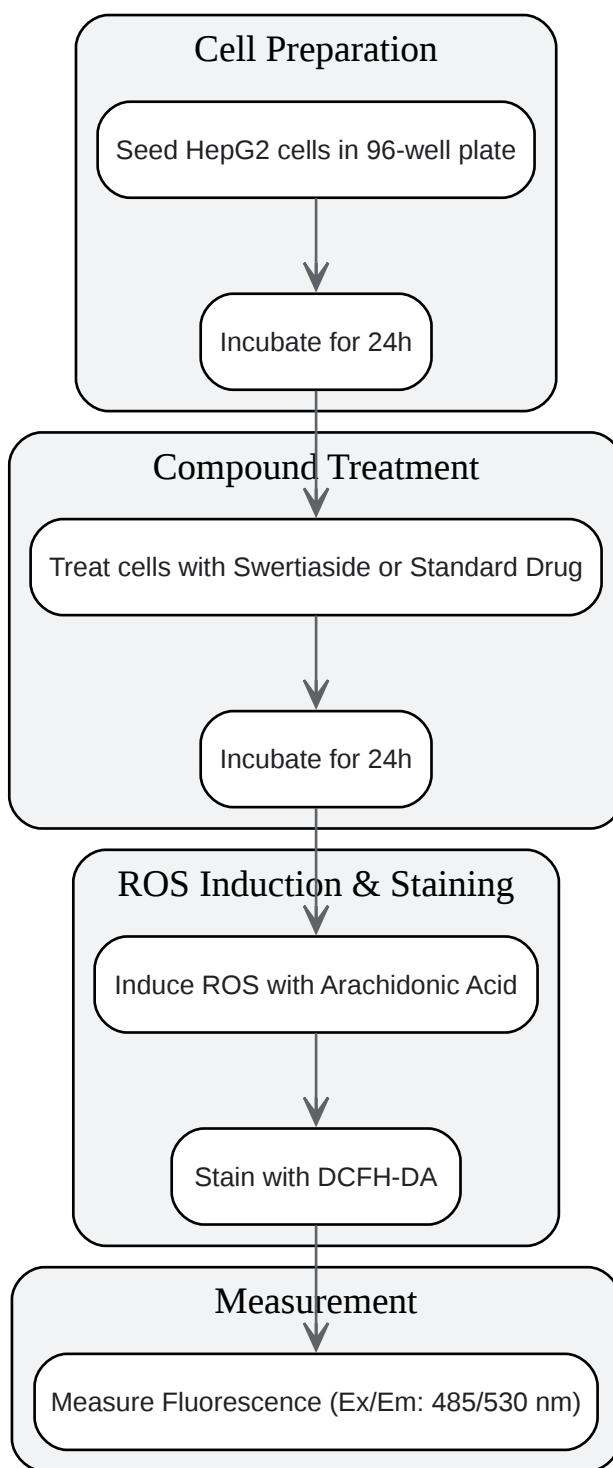 Cell Preparation
Seed HepG2 cells in 96-well plate
Incubate for 24h
Compound Treatment
Treat cells with Swertiaside or Standard Drug
Incubate for 24h
ROS Induction & Staining
Induce ROS with Arachidonic Acid
Stain with DCFH-DA
Measurement
Measure Fluorescence (Ex/Em: 485/530 nm)